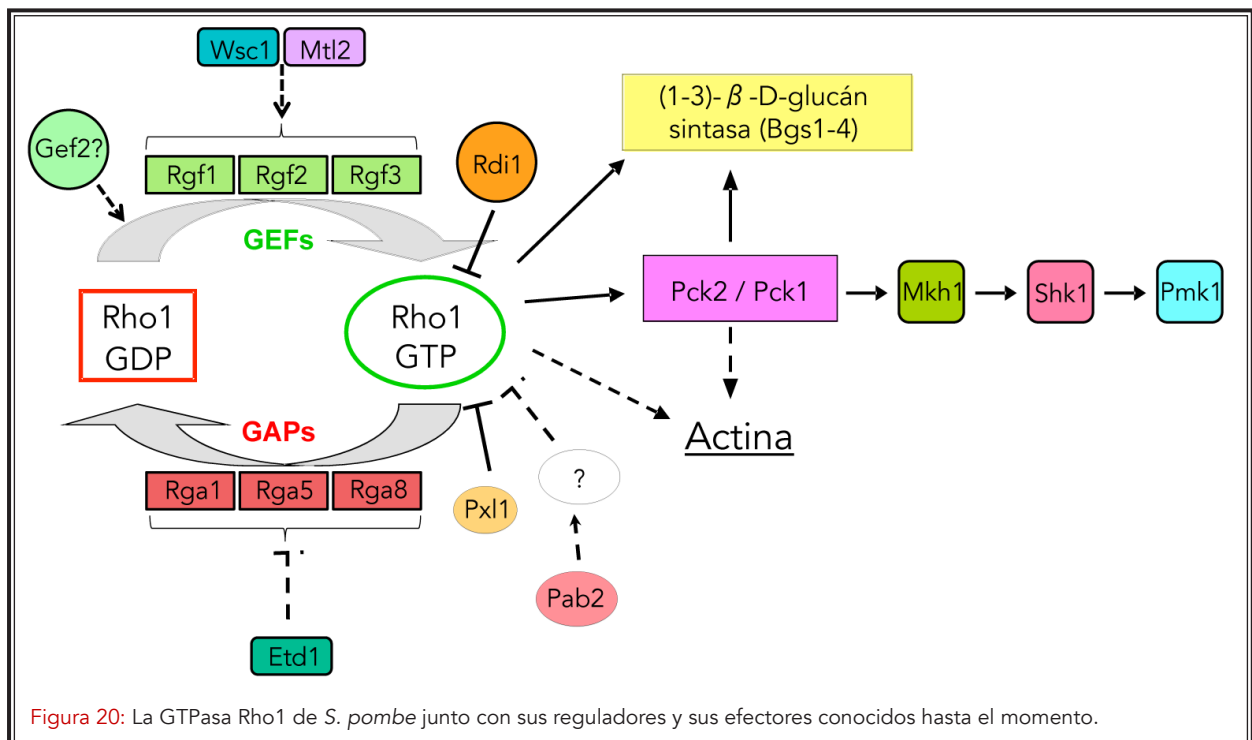 Wsc1 Mtl2
Gef2?
Rgf1 Rgf2 Rgf3
Rdi1
(1-3)-β-D-glucán
sintasa (Bgs1-4)
GEFs
Rho1
GDP
Rho1
GTP
Pck2 / Pck1
Mkh1
Shk1
Pmk1
GAPs
Actina
Rga1 Rga5 Rga8
Pxl1
?
Pab2
Etd1
Figura 20: La GTPasa Rho1 de S. pombe junto con sus reguladores y sus efectores conocidos hasta el momento.